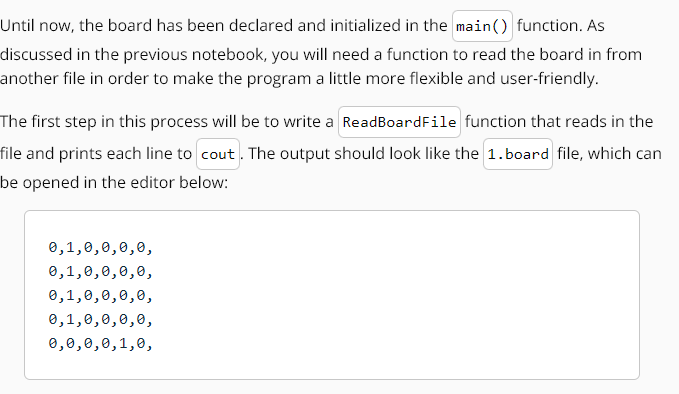 Until now, the board has been declared and initialized in the main() function. As
discussed in the previous notebook, you will need a function to read the board in from
another file in order to make the program a little more flexible and user-friendly.
The first step in this process will be to write a ReadBoardFile function that reads in the
file and prints each line to cout. The output should look like the 1.board file, which can
be opened in the editor below:
0,1,0,0,0,0,
0,1,0,0,0,0,
0,1,0,0,0,0,
0,1,0,0,0,0,
0,0,0,0,1,0,